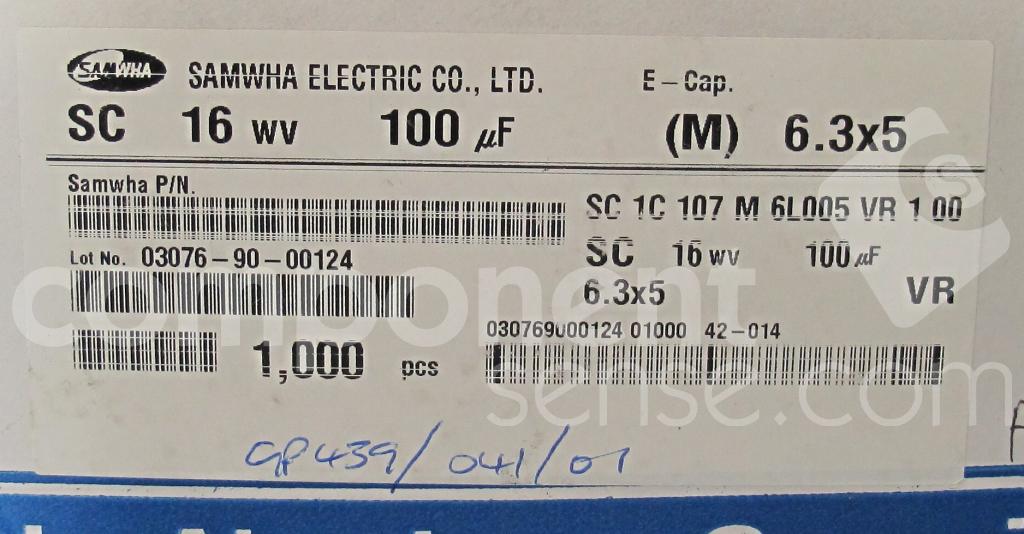 SAMWHA SAMWHA ELECTRIC CO., LTD. E-Cap.
SC 16 WV 100 µF (M) 6.3x5
Samwha P/N.
SC 1C 107 M 6L005 VR 1 00
Lot No. 03076-90-00124
SC 16 WV 100 µF
6.3x5 VR
030769000124 01000 42-014
1,000 pcs
component
sense.com
GP439/041/01